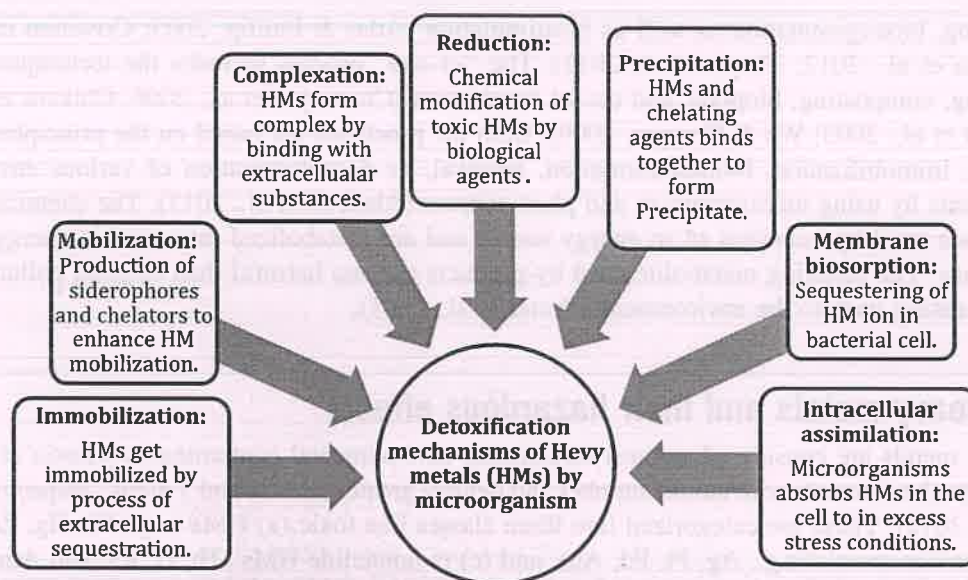 Reduction:
Chemical
modification of
toxic HMs by
biological
agents.
Complexation:
HMs form
complex by
binding with
extracellualar
substances.
Precipitation:
HMs and
chelating
agents binds
together to
form
Precipitate.
Mobilization:
Production of
siderophores
and chelators to
enhance HM
mobilization.
Membrane
biosorption:
Sequestering of
HM ion in
bacterial cell.
Immobilization:
HMs get
immobilized by
process of
extracellular
sequestration.
Detoxification
mechanisms of Hevy
metals (HMs) by
microorganism
Intracellular
assimilation:
Microorganisms
absorbs HMs in the
cell to in excess
stress conditions.